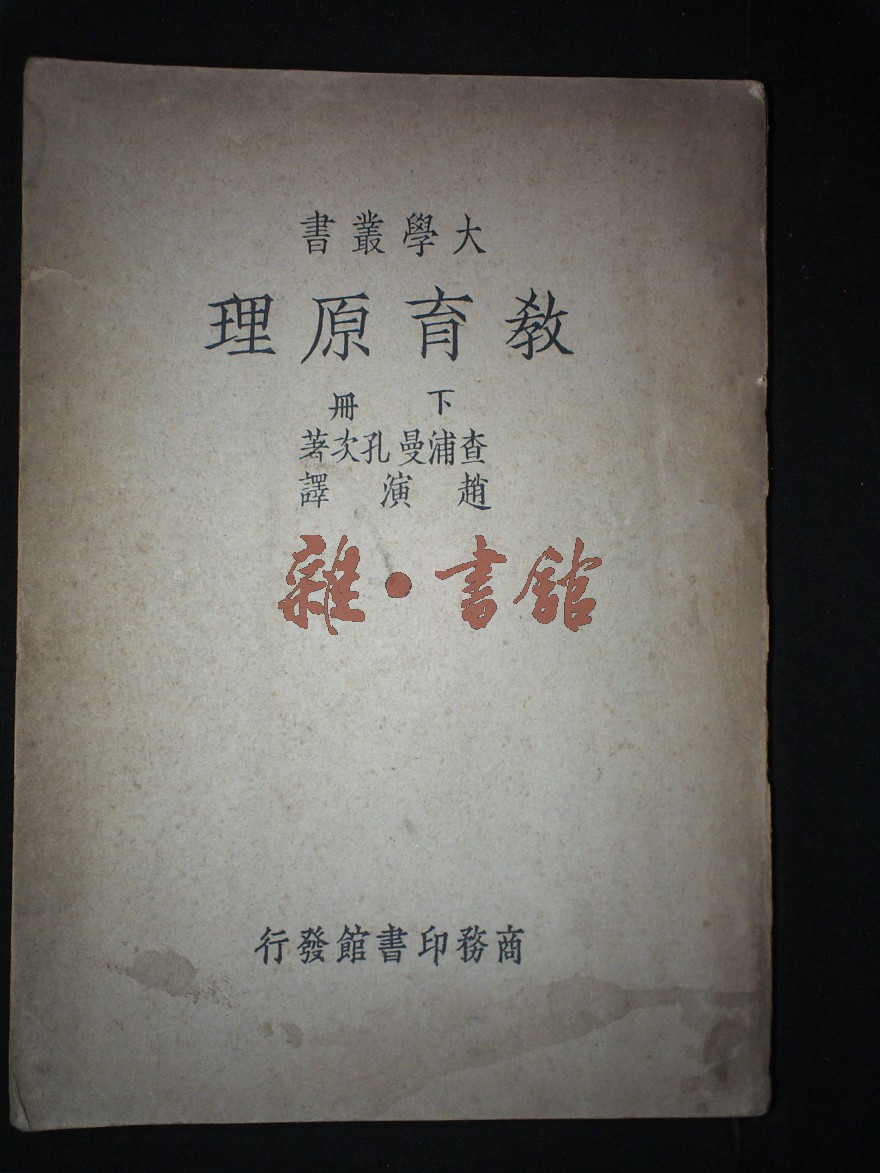 大學叢書
教育原理
下冊
查浦曼孔次著
趙演譯
雜·書館
商務印書館發行